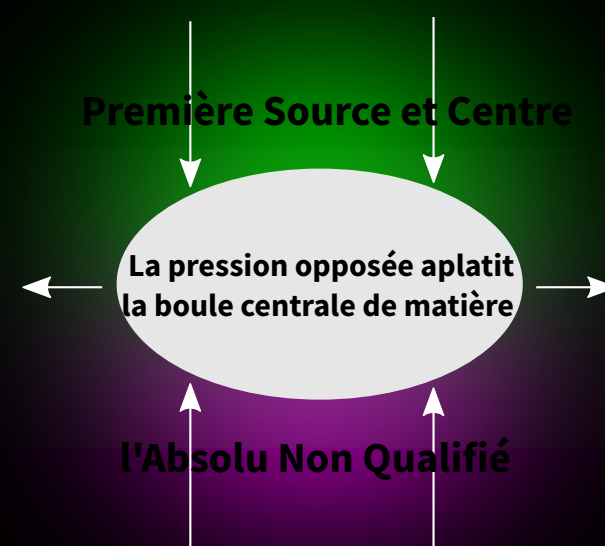 Première Source et Centre
La pression opposée aplatit
la boule centrale de matière
l'Absolu Non Qualifié